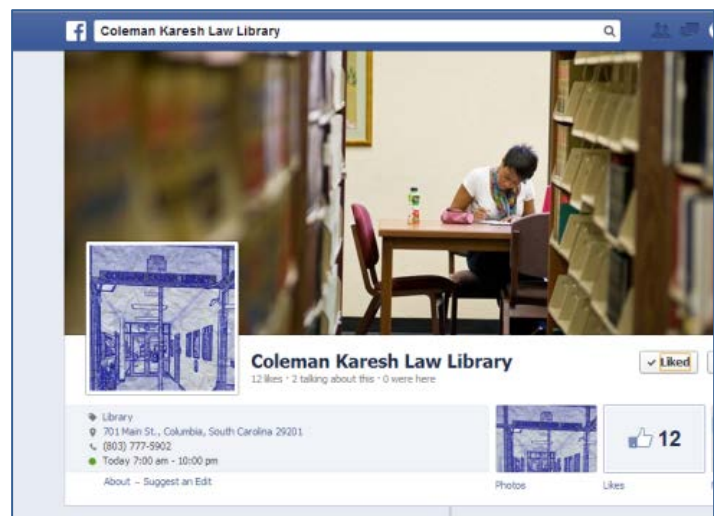 f Coleman Karesh Law Library
Coleman Karesh Law Library
12 likes · 2 talking about this · 0 were here
✓ Liked
Library
701 Main St., Columbia, South Carolina 29201
(803) 777-5902
Today 7:00 am - 10:00 pm
12
About – Suggest an Edit
Photos
Likes